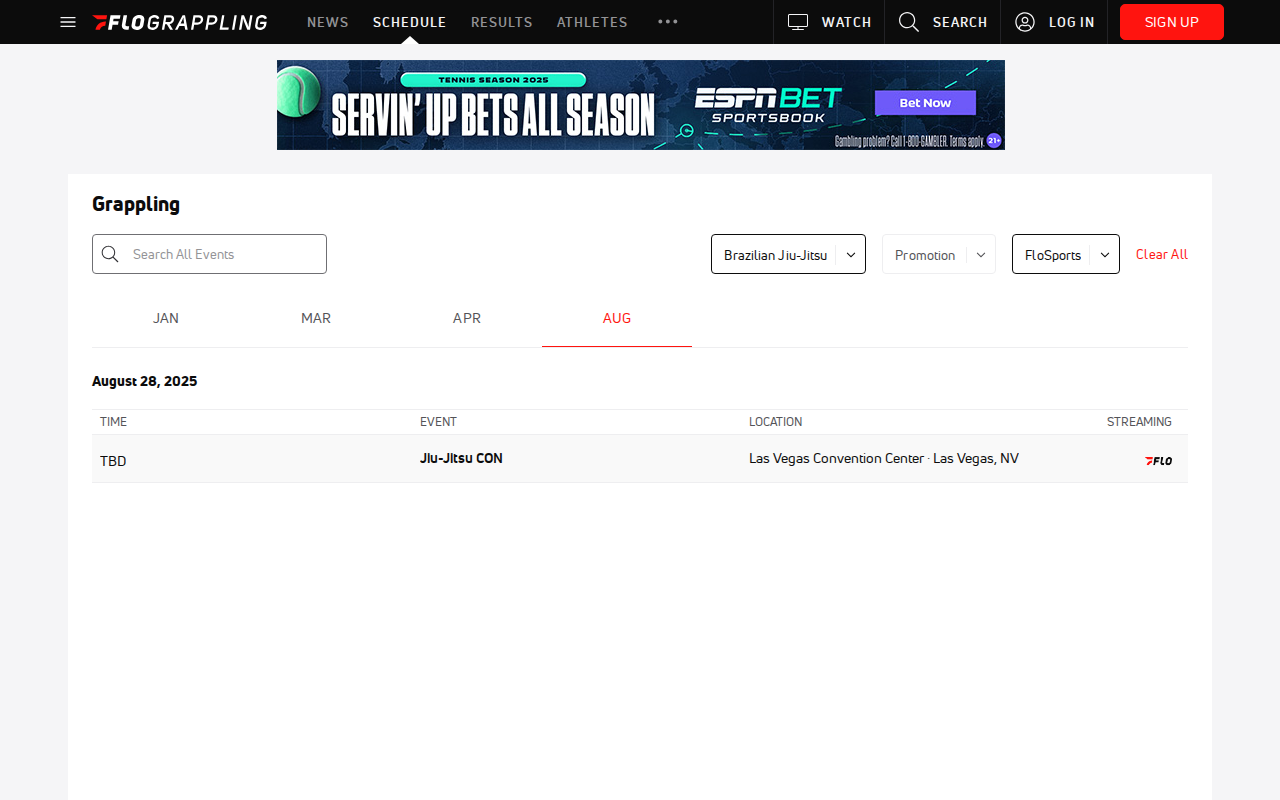 FLOGRAPPLING NEWS SCHEDULE RESULTS ATHLETES ••• WATCH SEARCH LOG IN SIGN UP
TENNIS SEASON 2025
SERVIN' UP BETS ALL SEASON
ESPN BET
SPORTSBOOK
Bet Now
Gambling problem? Call 1-800-GAMBLER. Terms apply. 21+
Grappling
Search All Events
Brazilian Jiu-Jitsu Promotion FloSports Clear All
JAN MAR APR AUG
August 28, 2025
TIME EVENT LOCATION STREAMING
TBD Jiu-Jitsu CON Las Vegas Convention Center · Las Vegas, NV FLO